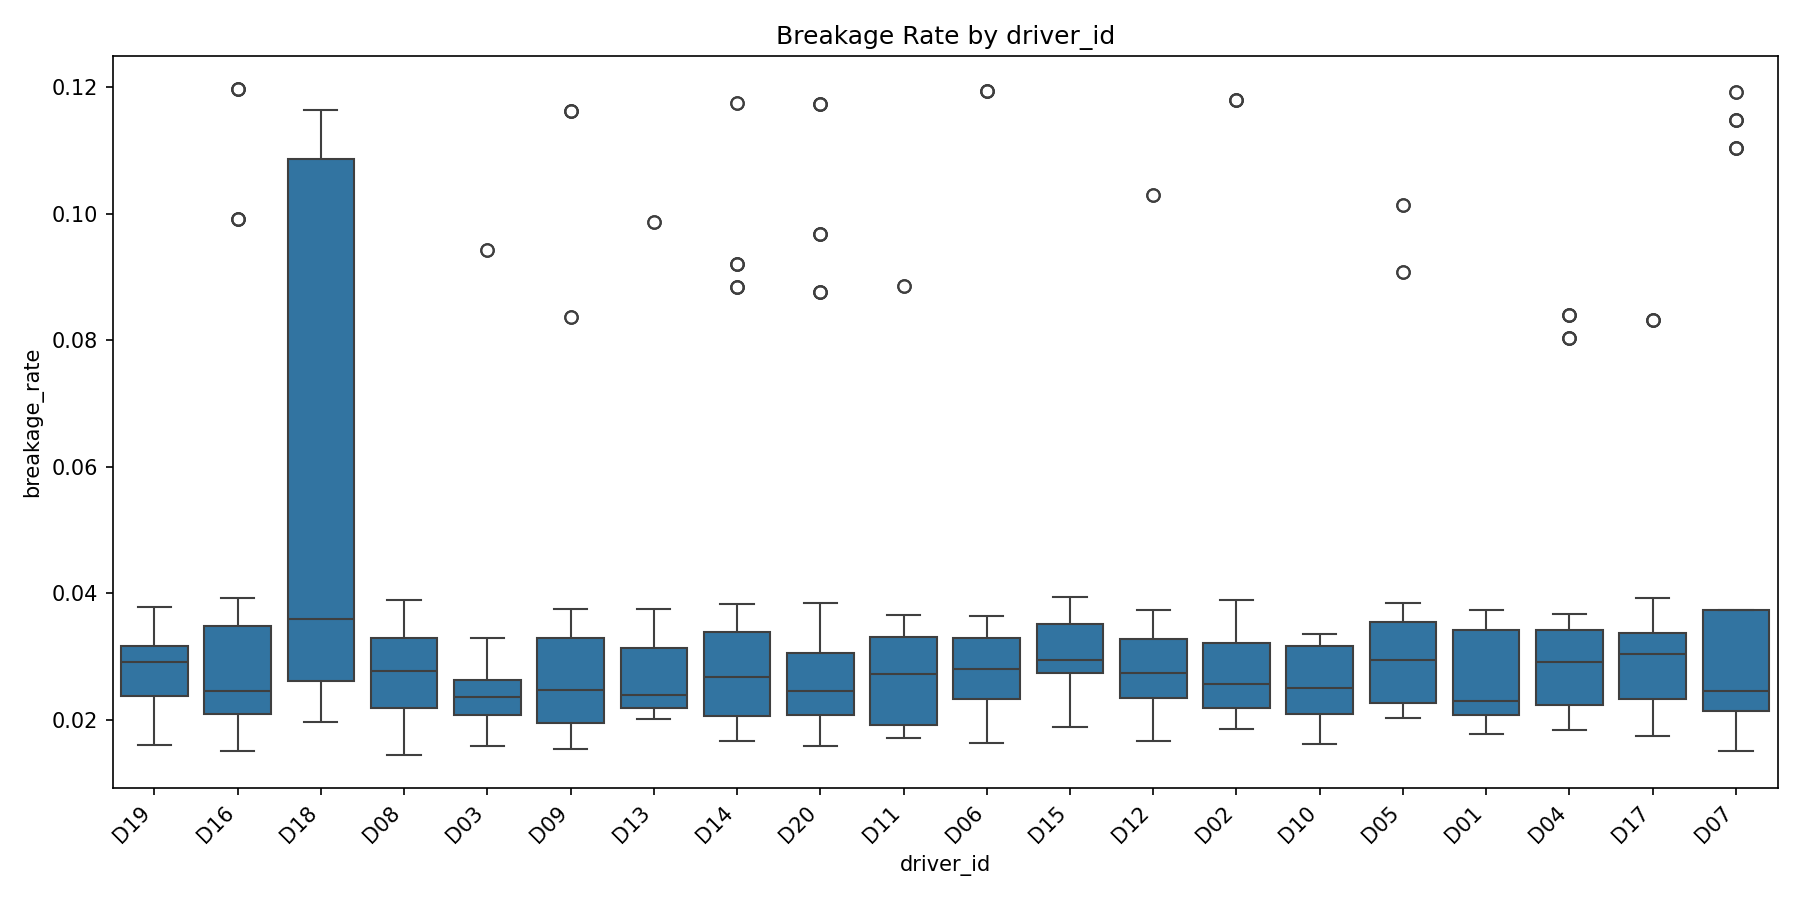 Breakage Rate by driver_id
breakage_rate
0.12
0.10
0.08
0.06
0.04
0.02
D19 D16 D18 D08 D03 D09 D13 D14 D20 D11 D06 D15 D12 D02 D10 D05 D01 D04 D17 D07
driver_id